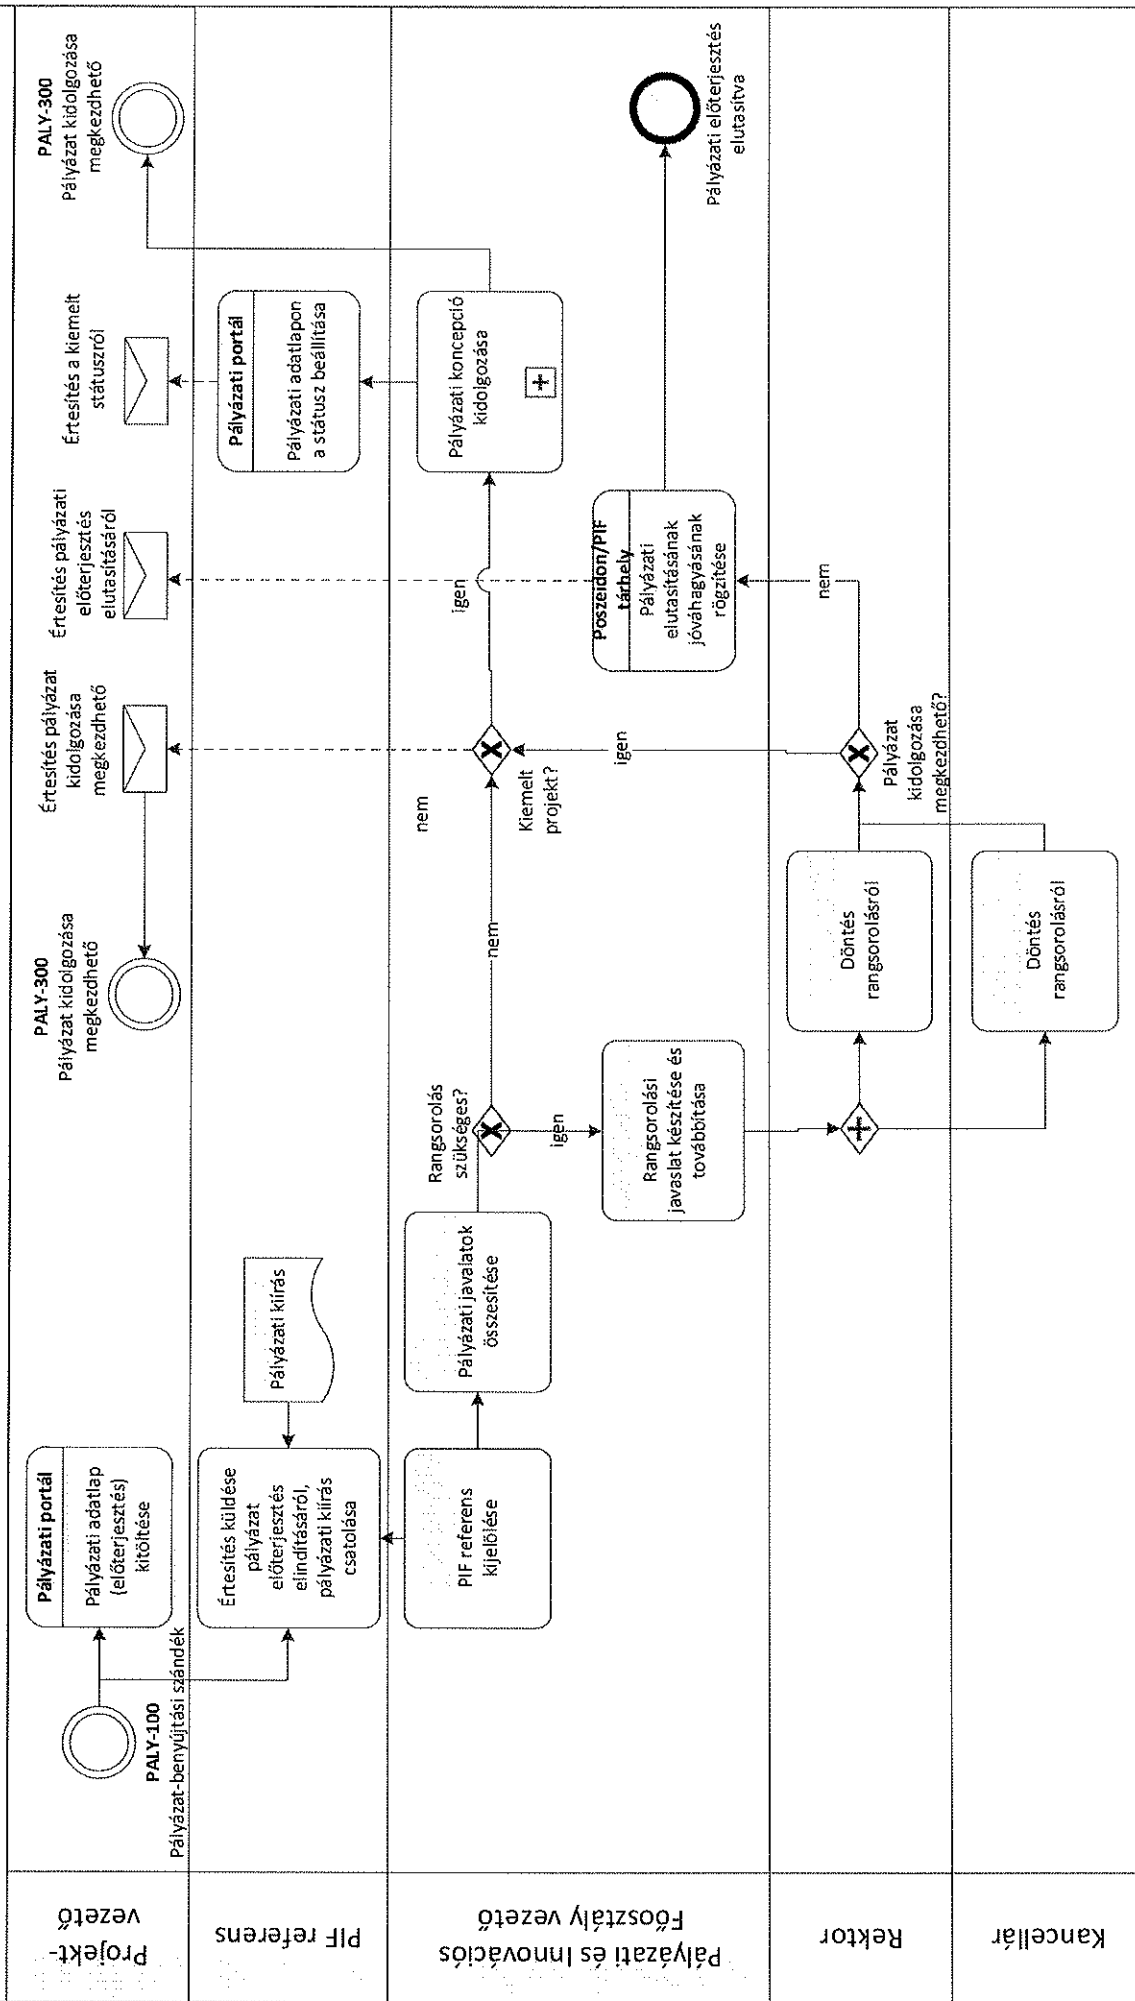 Projekt-
vezető
PALY-100
Pályázat-benyújtási szándék
Pályázati portál
Pályázati adatlap
(előterjesztés)
kitöltése
PALY-300
Pályázat kidolgozása
megkezdhető
Értesítés pályázat
kidolgozása
megkezdhető
Értesítés pályázati
előterjesztés
elutasításáról
Értesítés a kiemelt
státuszról
PALY-300
Pályázat kidolgozása
megkezdhető
PIF referens
Értesítés küldése
pályázat
előterjesztés
elindításáról,
pályázati kiírás
csatolása
Pályázati kiírás
Pályázati portál
Pályázati adatlapon
a státusz beállítása
Pályázati és Innovációs
Főosztály vezető
PIF referens
kijelölése
Pályázati javalatok
összesítése
Rangsorolás
szükséges?
nem
igen
Rangsorolási
javaslat készítése és
továbbítása
nem
Kiemelt
projekt?
igen
Pályázati koncepció
kidolgozása
igen
Poszeidon/PIF
tárhely
Pályázati
elutasításának
jóváhagyásának
rögzítése
Pályázati előterjesztés
elutasítva
Rektor
Döntés
rangsorolásról
Pályázat
kidolgozása
megkezdhető?
nem
Kancellár
Döntés
rangsorolásról